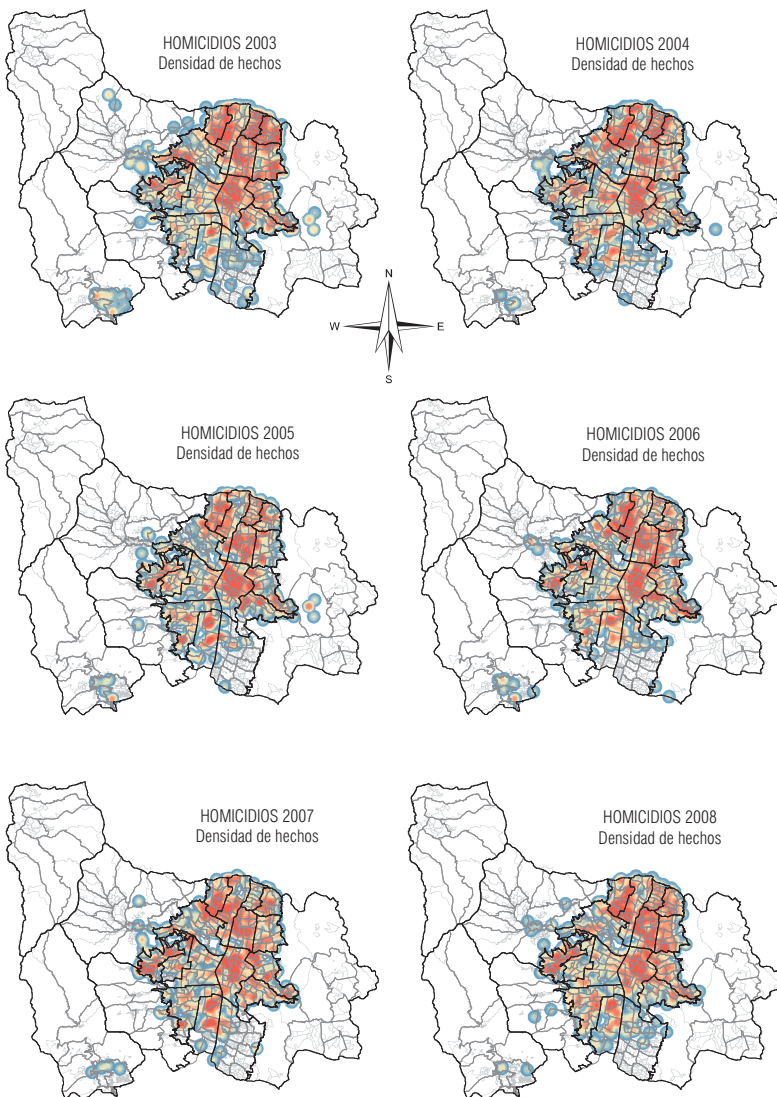 HOMICIDIOS 2003
Densidad de hechos
HOMICIDIOS 2004
Densidad de hechos
N
W
E
S
HOMICIDIOS 2005
Densidad de hechos
HOMICIDIOS 2006
Densidad de hechos
HOMICIDIOS 2007
Densidad de hechos
HOMICIDIOS 2008
Densidad de hechos